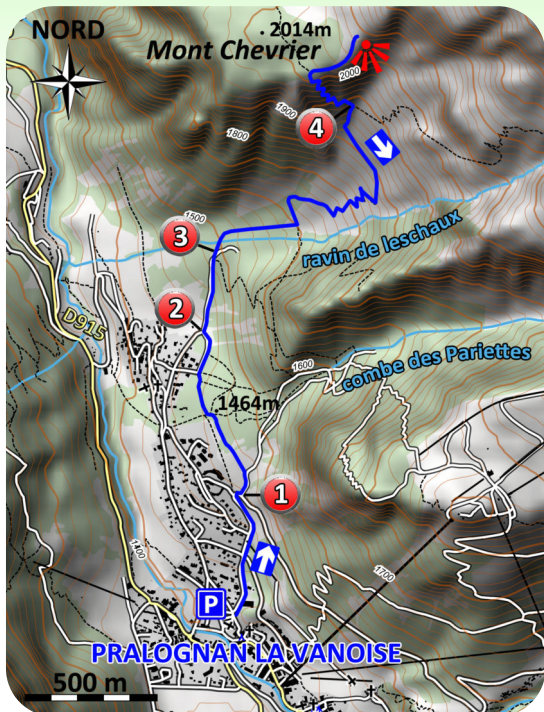 NORD
2014m
Mont Chevrier
2000
1900
4
1800
1500
3
ravin de leschaux
2
D915
1600
combe des Pariettes
1464m
1
1400
1700
P
PRALOGNAN LA VANOISE
500 m